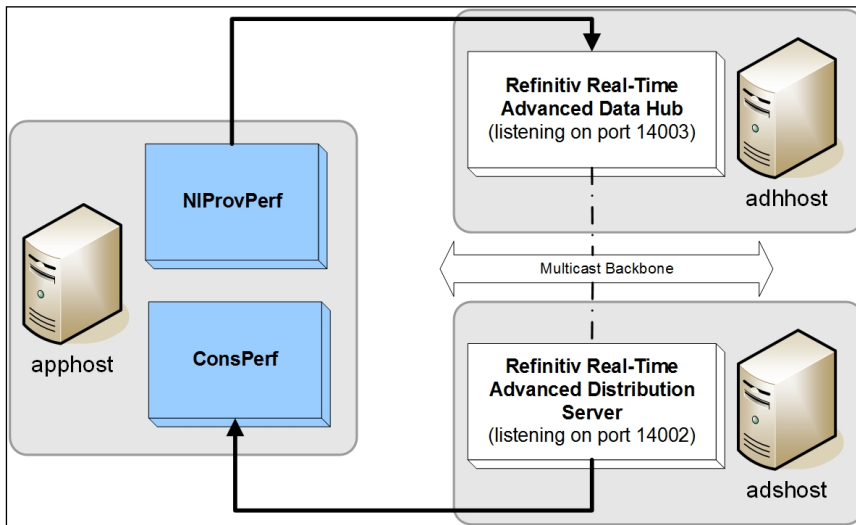 Refinitiv Real-Time
Advanced Data Hub
(listening on port 14003)
adhhost
NIProvPerf
Multicast Backbone
apphost
ConsPerf
Refinitiv Real-Time
Advanced Distribution
Server
(listening on port 14002)
adshost